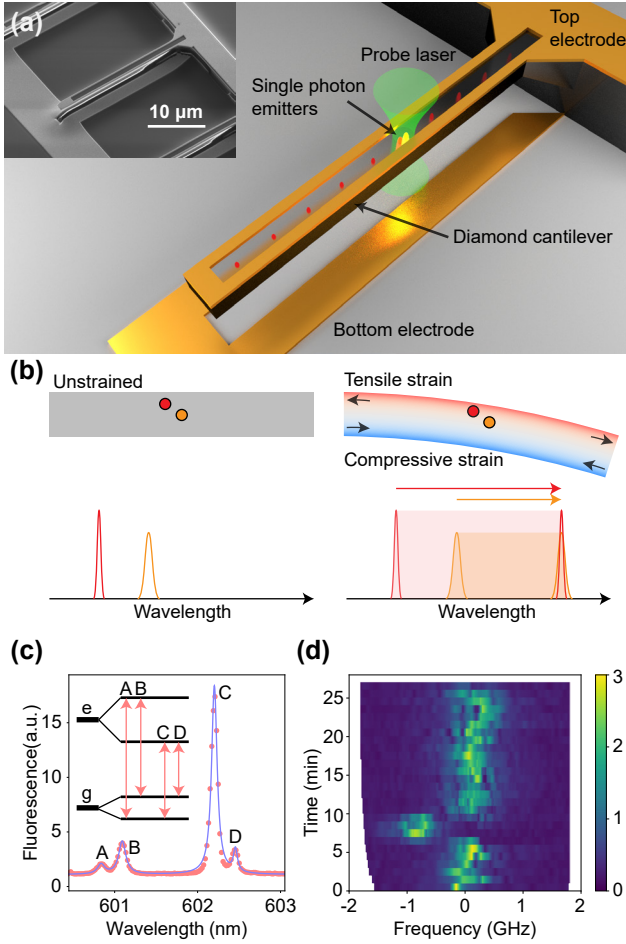 (a)
10 µm
Top
electrode
Probe laser
Single photon
emitters
Diamond cantilever
Bottom electrode
(b)
Unstrained
Tensile strain
Compressive strain
Wavelength
Wavelength
(c)
Fluorescence(a.u.)
15
10
5
0
e
g
A B
C D
A
B
C
D
601
602
603
Wavelength (nm)
(d)
Time (min)
25
20
15
10
5
0
-2
-1
0
1
2
Frequency (GHz)
3
2
1
0